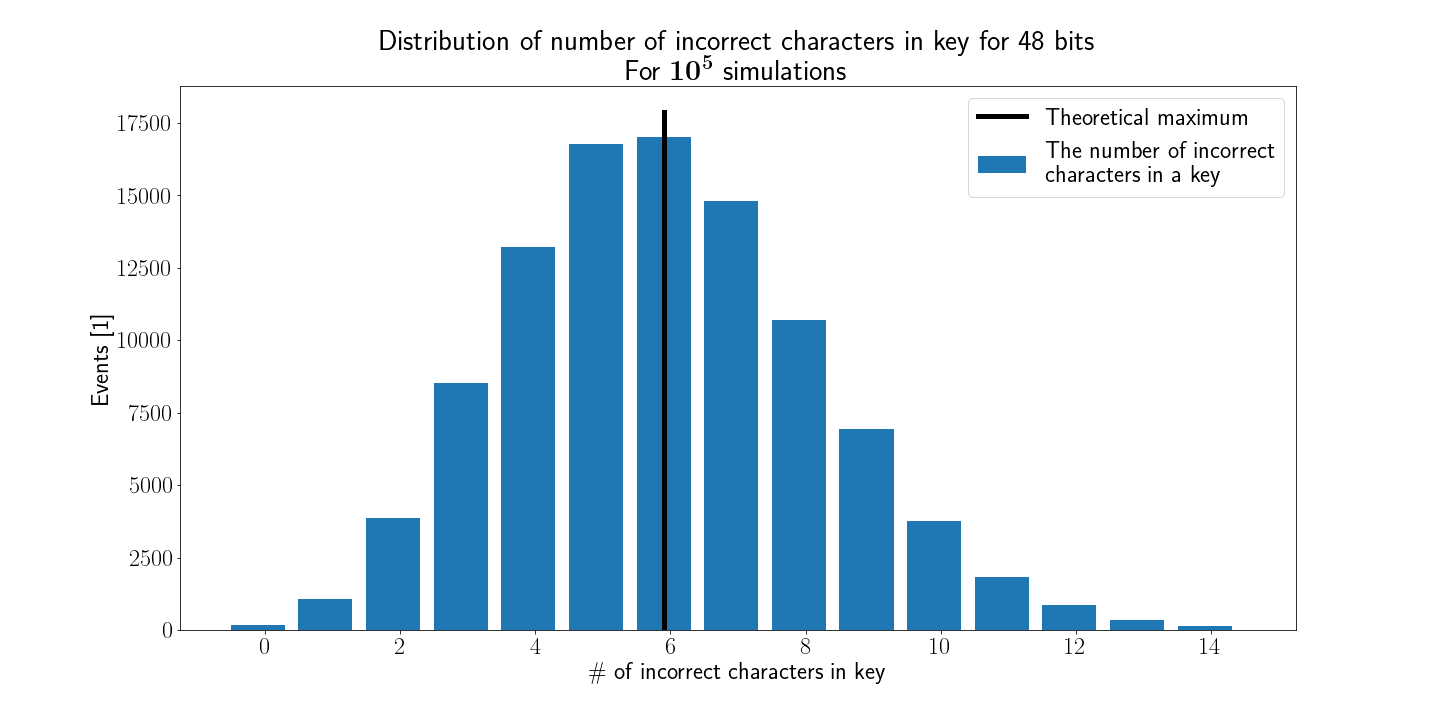 Distribution of number of incorrect characters in key for 48 bits
For 10^5 simulations
Theoretical maximum
The number of incorrect
characters in a key
17500
15000
12500
10000
7500
5000
2500
0
Events [1]
0 2 4 6 8 10 12 14
# of incorrect characters in key